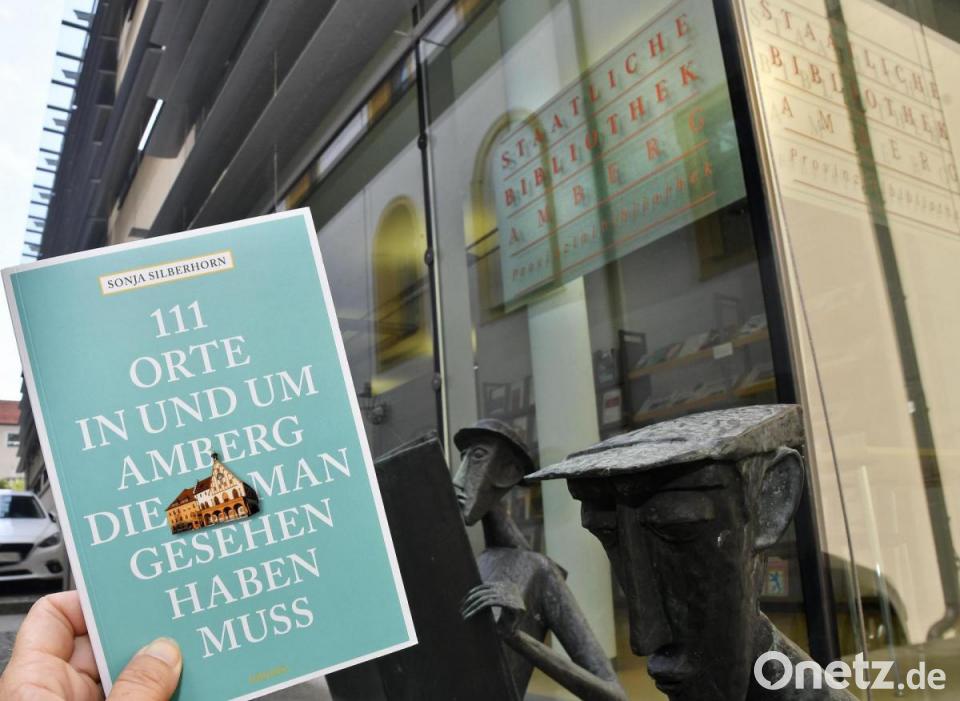 SONJA SILBERHORN
111
ORTE
IN UND UM
AMBERG
DIE MAN
GESEHEN
HABEN
MUSS
STAATLICHE
BIBLIOTHEK
AMBERG
Provinzialbibliothek
STAATLICHE
BIBLIOTHEK
AMBERG
Provinzialbibliothek
Onetz.de